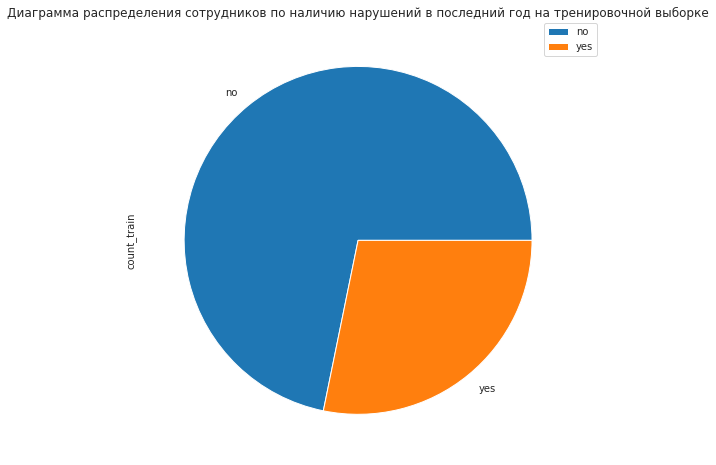 Диаграмма распределения сотрудников по наличию нарушений в последний год на тренировочной выборке
no
yes
no
count_train
yes